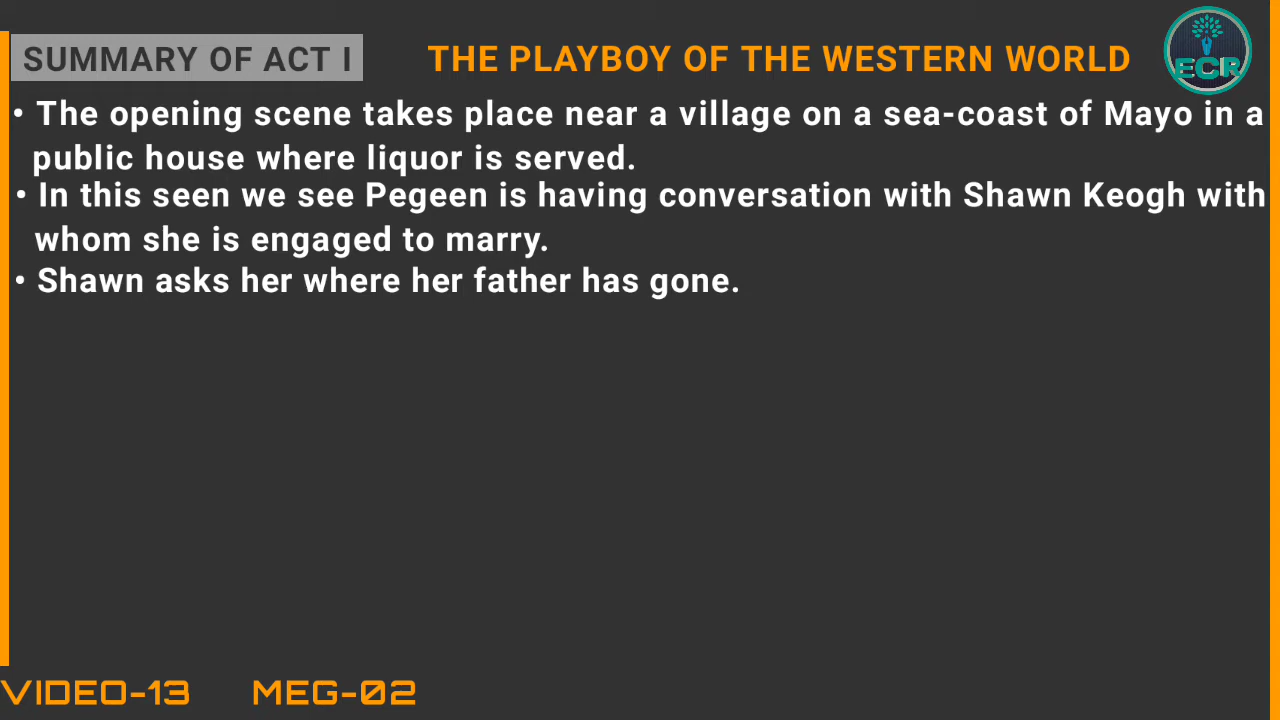 SUMMARY OF ACT I
THE PLAYBOY OF THE WESTERN WORLD
ECR
• The opening scene takes place near a village on a sea-coast of Mayo in a
public house where liquor is served.
• In this seen we see Pegeen is having conversation with Shawn Keogh with
whom she is engaged to marry.
• Shawn asks her where her father has gone.
VIDEO-13
MEG-02